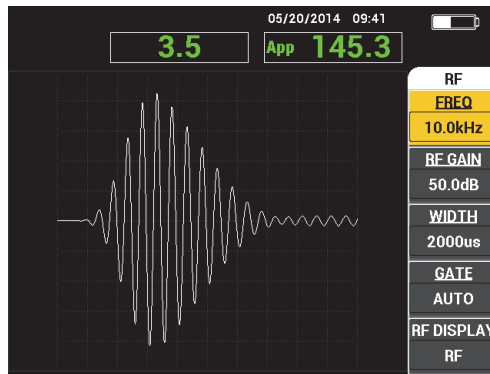 05/20/2014 09:41
3.5
App 145.3
RF
FREQ
10.0kHz
RF GAIN
50.0dB
WIDTH
2000us
GATE
AUTO
RF DISPLAY
RF